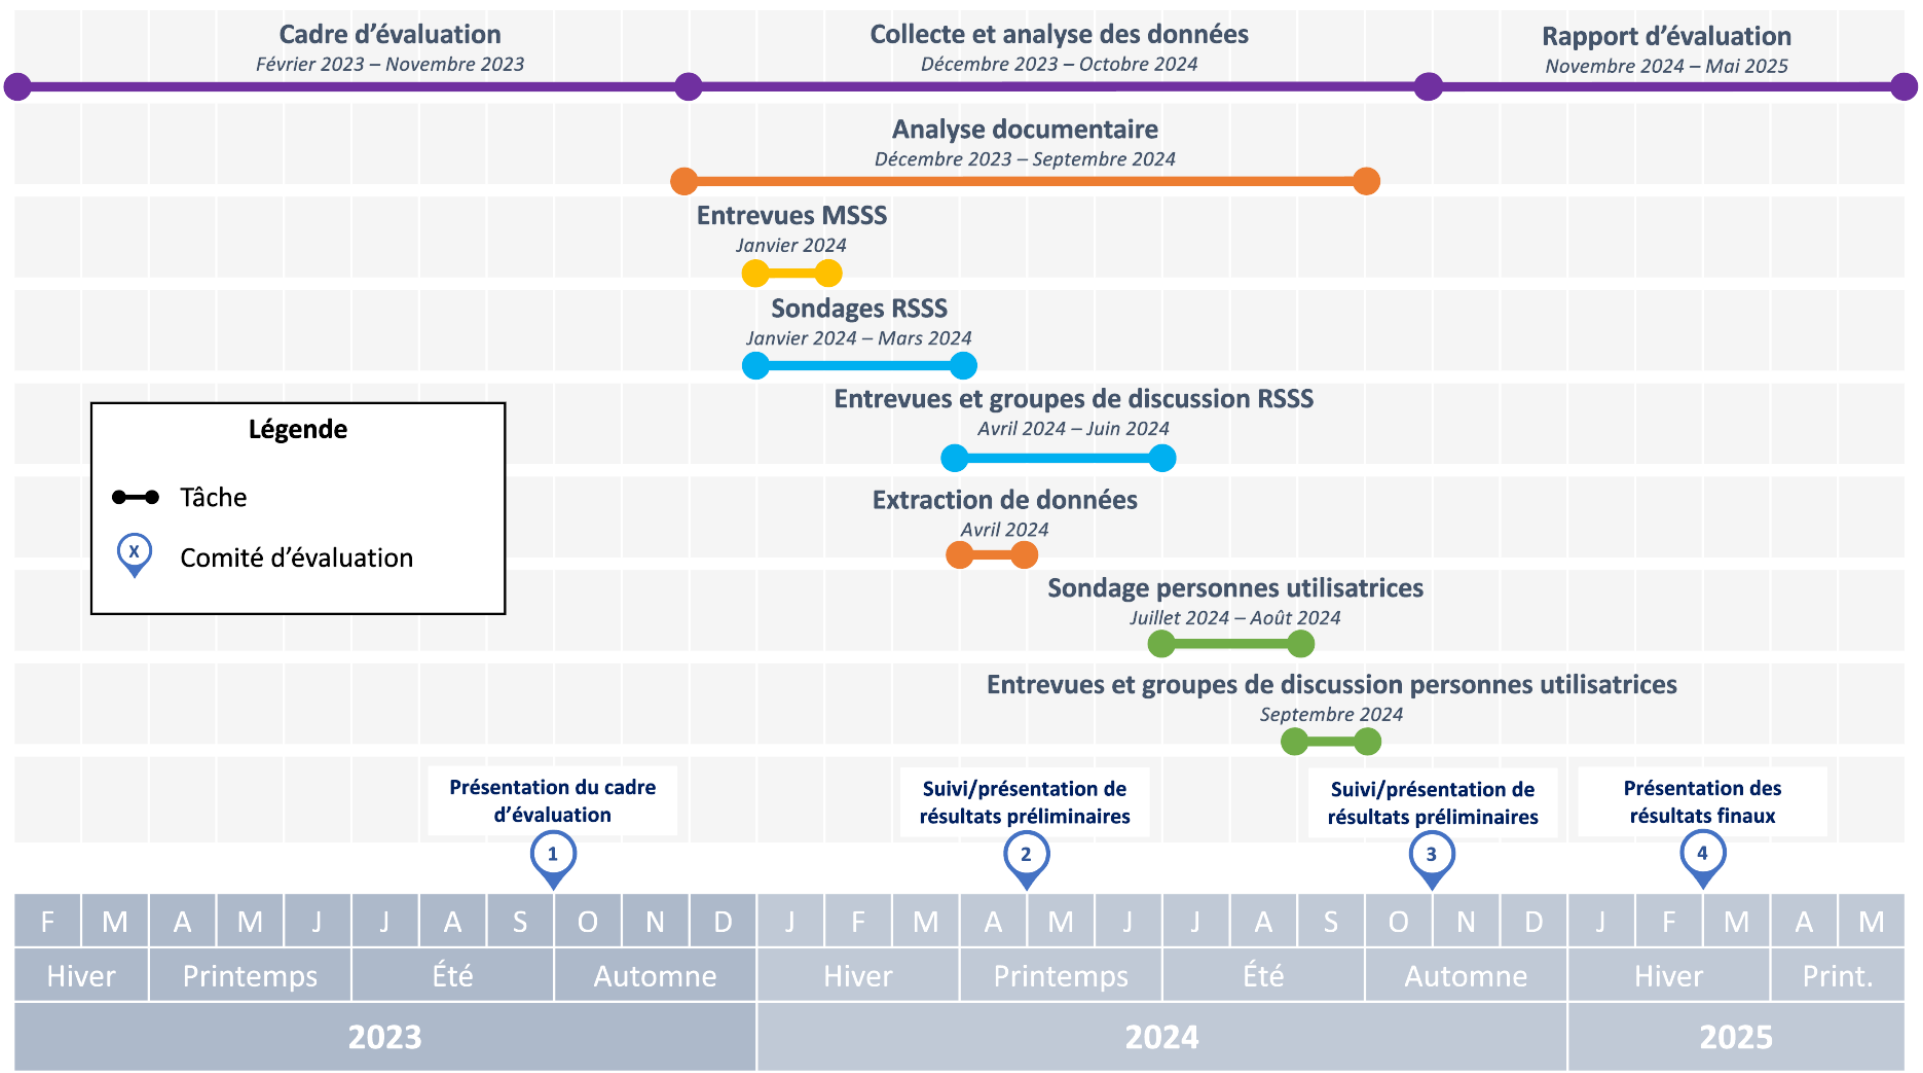 Cadre d'évaluation
Février 2023 – Novembre 2023
Collecte et analyse des données
Décembre 2023 – Octobre 2024
Rapport d'évaluation
Novembre 2024 – Mai 2025
Analyse documentaire
Décembre 2023 – Septembre 2024
Entrevues MSSS
Janvier 2024
Sondages RSSS
Janvier 2024 – Mars 2024
Entrevues et groupes de discussion RSSS
Avril 2024 – Juin 2024
Légende
Tâche
X
Comité d'évaluation
Extraction de données
Avril 2024
Sondage personnes utilisatrices
Juillet 2024 – Août 2024
Entrevues et groupes de discussion personnes utilisatrices
Septembre 2024
Présentation du cadre
d'évaluation
1
Suivi/présentation de
résultats préliminaires
2
Suivi/présentation de
résultats préliminaires
3
Présentation des
résultats finaux
4
F M A M J J A S O N D J F M A M J J A S O N D J F M A M
Hiver Printemps Été Automne Hiver Printemps Été Automne Hiver Print.
2023 2024 2025